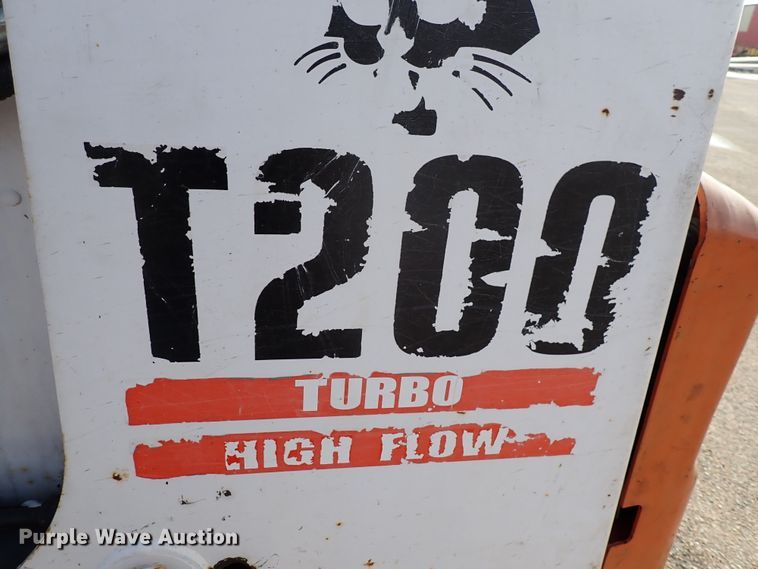 T200
TURBO
HIGH FLOW
Purple Wave Auction